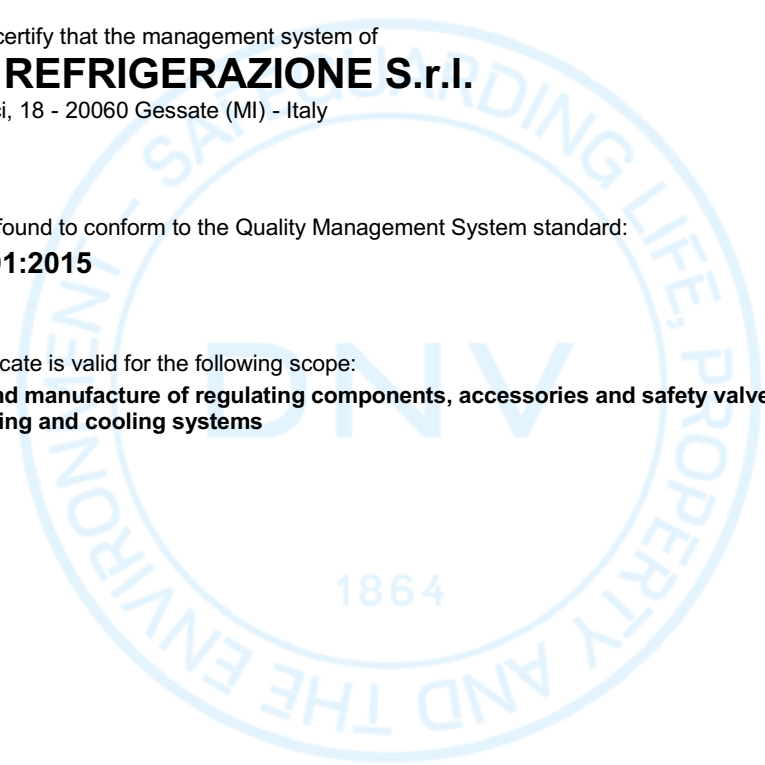 certify that the management system of
REFRIGERAZIONE S.r.l.
i, 18 - 20060 Gessate (MI) - Italy
found to conform to the Quality Management System standard:
1:2015
cate is valid for the following scope:
nd manufacture of regulating components, accessories and safety valve
ing and cooling systems
SAFEGUARDING LIFE, PROPERTY AND THE ENVIRONMENT
DNV
1864